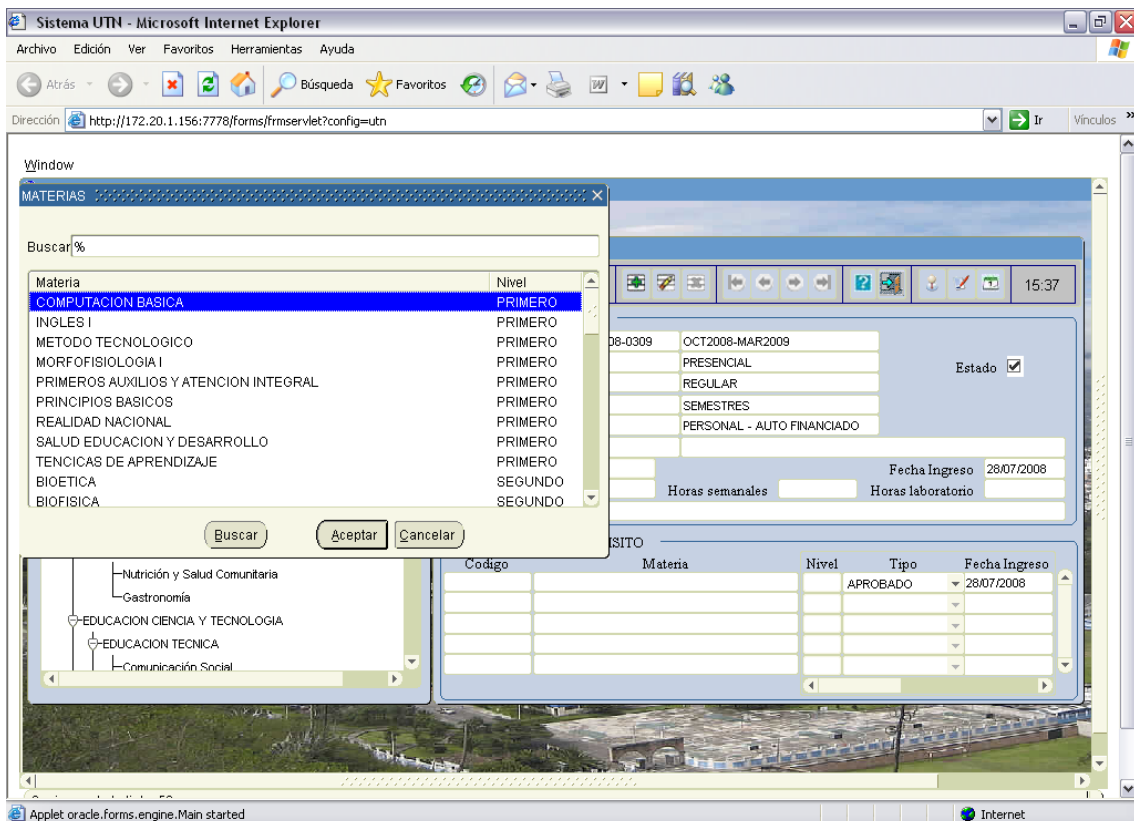 Sistema UTN - Microsoft Internet Explorer
Archivo Edición Ver Favoritos Herramientas Ayuda
Atrás Búsqueda Favoritos
Dirección http://172.20.1.156:7778/forms/frmservlet?config=utn Ir Vínculos »
Window
MATERIAS
Buscar %
Materia Nivel
COMPUTACION BASICA PRIMERO
INGLES I PRIMERO
METODO TECNOLOGICO PRIMERO
MORFOFISIOLOGIA I PRIMERO
PRIMEROS AUXILIOS Y ATENCION INTEGRAL PRIMERO
PRINCIPIOS BASICOS PRIMERO
REALIDAD NACIONAL PRIMERO
SALUD EDUCACION Y DESARROLLO PRIMERO
TENCICAS DE APRENDIZAJE PRIMERO
BIOETICA SEGUNDO
BIOFISICA SEGUNDO
Buscar Aceptar Cancelar
15:37
08-0309 OCT2008-MAR2009
PRESENCIAL
Estado
REGULAR
SEMESTRES
PERSONAL - AUTO FINANCIADO
Fecha Ingreso 28/07/2008
Horas semanales Horas laboratorio
ISITO
Codigo Materia Nivel Tipo Fecha Ingreso
APROBADO 28/07/2008
Nutrición y Salud Comunitaria
Gastronomía
EDUCACION CIENCIA Y TECNOLOGIA
EDUCACION TECNICA
Comunicación Social
Applet oracle.forms.engine.Main started Internet